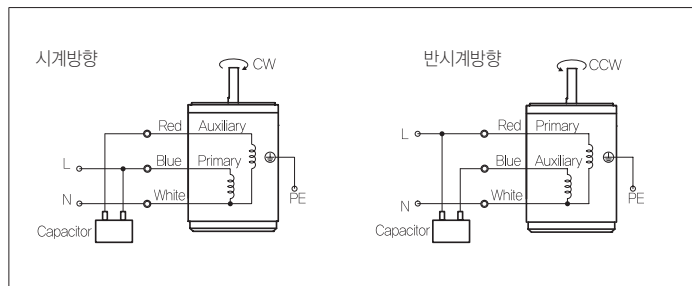 시계방향
CW
Red Auxiliary
L
Blue Primary
N
White
PE
Capacitor
반시계방향
CCW
L
Red Primary
Blue Auxiliary
N
White
PE
Capacitor